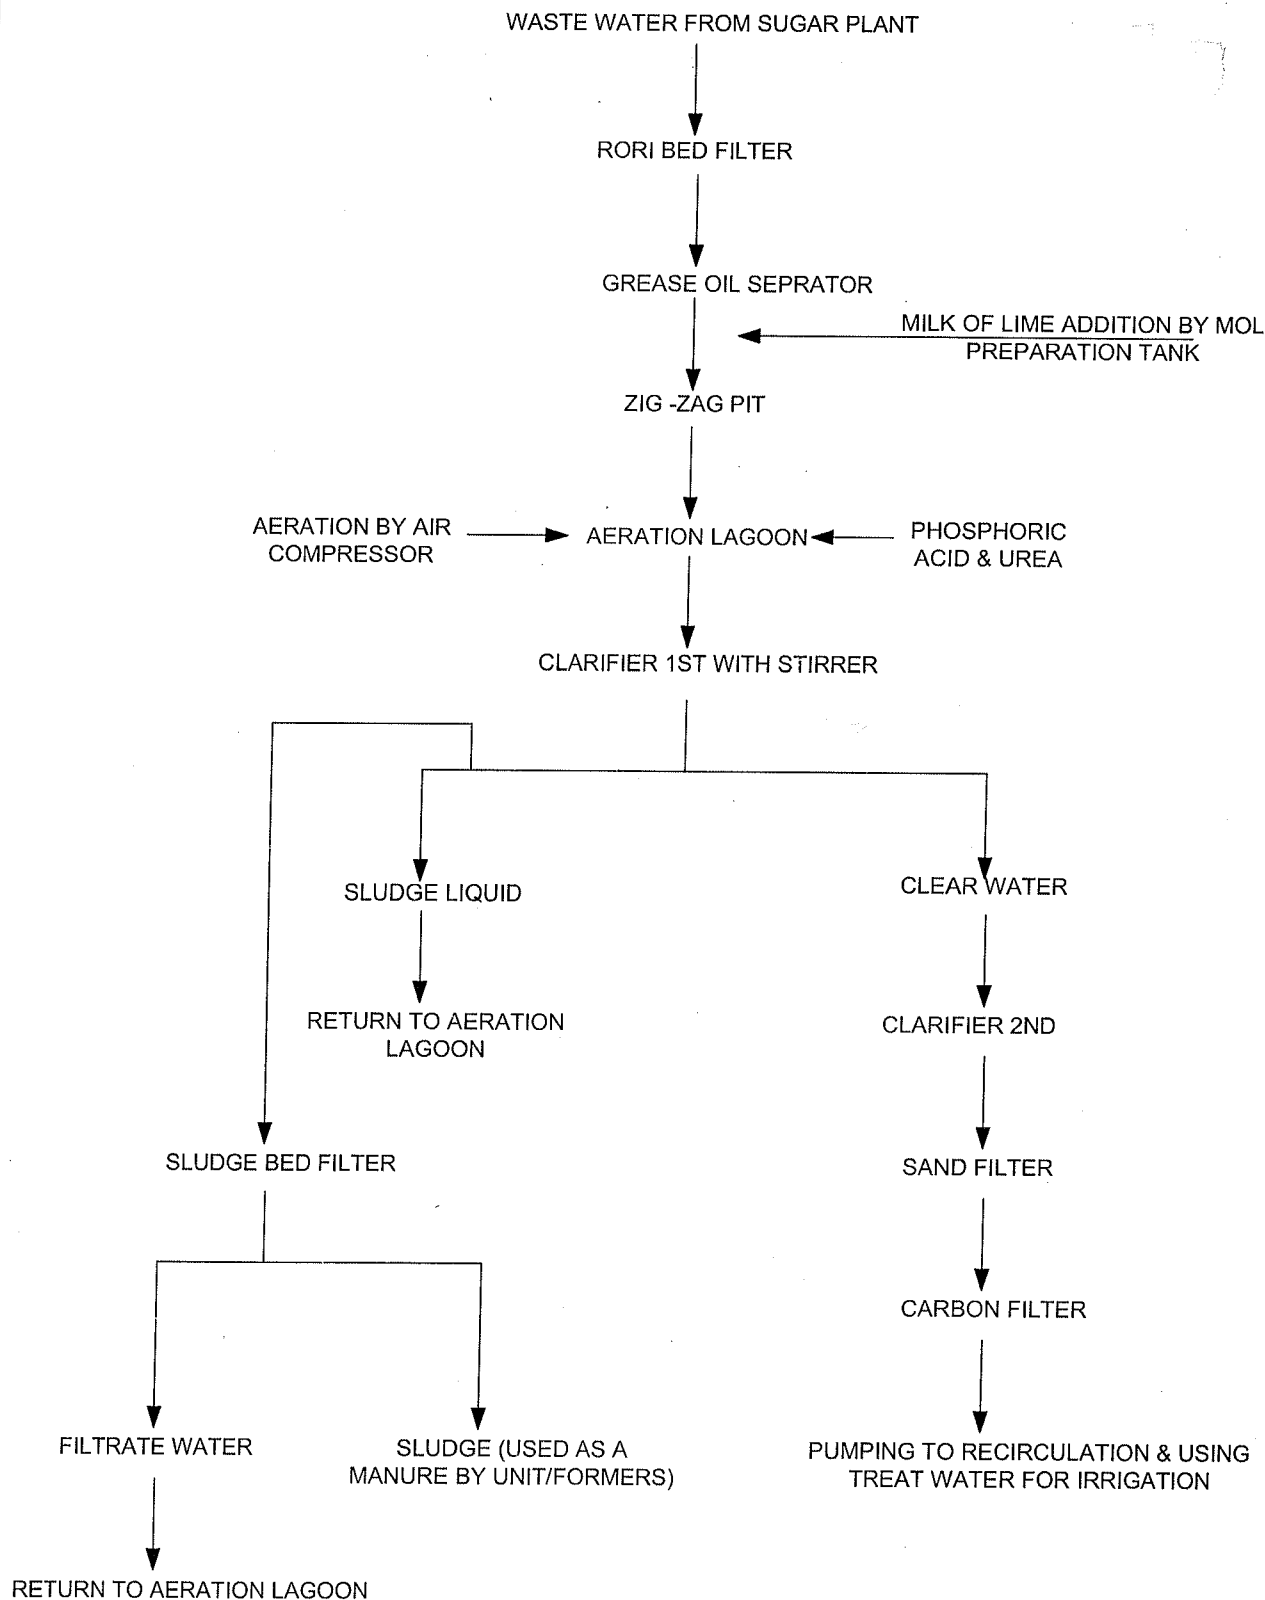 WASTE WATER FROM SUGAR PLANT
RORI BED FILTER
GREASE OIL SEPRATOR
MILK OF LIME ADDITION BY MOL
PREPARATION TANK
ZIG -ZAG PIT
AERATION BY AIR
COMPRESSOR
AERATION LAGOON
PHOSPHORIC
ACID & UREA
CLARIFIER 1ST WITH STIRRER
SLUDGE LIQUID
CLEAR WATER
RETURN TO AERATION
LAGOON
CLARIFIER 2ND
SLUDGE BED FILTER
SAND FILTER
CARBON FILTER
FILTRATE WATER
SLUDGE (USED AS A
MANURE BY UNIT/FORMERS)
PUMPING TO RECIRCULATION & USING
TREAT WATER FOR IRRIGATION
RETURN TO AERATION LAGOON